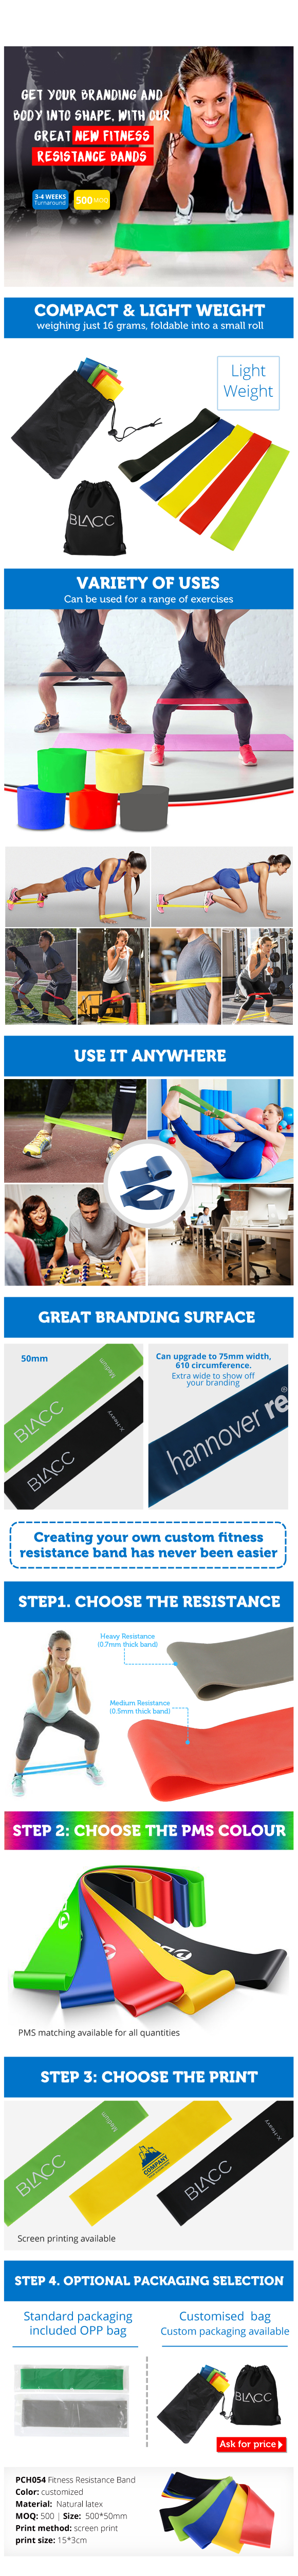 GET YOUR BRANDING AND
BODY INTO SHAPE, WITH OUR
GREAT NEW FITNESS
RESISTANCE BANDS
3-4 WEEKS
Turnaround
500 MOQ
COMPACT & LIGHT WEIGHT
weighing just 16 grams, foldable into a small roll
Light
Weight
BLACC
VARIETY OF USES
Can be used for a range of exercises
USE IT ANYWHERE
GREAT BRANDING SURFACE
50mm
Medium
BLACC
X-Heavy
BLACC
Can upgrade to 75mm width,
610 circumference.
Extra wide to show off
your branding
hannover re®
Creating your own custom fitness
resistance band has never been easier
STEP1. CHOOSE THE RESISTANCE
Heavy Resistance
(0.7mm thick band)
Medium Resistance
(0.5mm thick band)
STEP 2: CHOOSE THE PMS COLOUR
PMS matching available for all quantities
STEP 3: CHOOSE THE PRINT
Medium
BLACC
COMPANY
X-Heavy
BLACC
Screen printing available
STEP 4. OPTIONAL PACKAGING SELECTION
Standard packaging
included OPP bag
Customised bag
Custom packaging available
BLACC
Ask for price
PCH054 Fitness Resistance Band
Color: customized
Material: Natural latex
MOQ: 500 | Size: 500*50mm
Print method: screen print
print size: 15*3cm